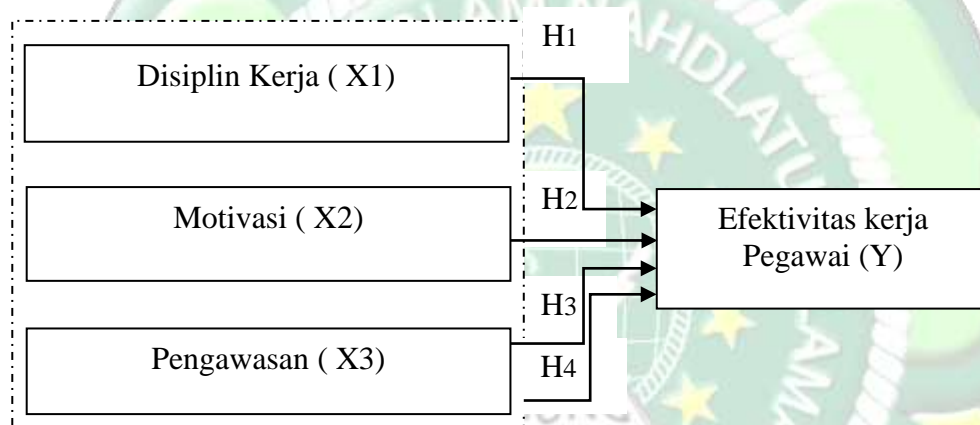 H1
Disiplin Kerja ( X1)
Motivasi ( X2)
H2
Efektivitas kerja
Pegawai (Y)
H3
Pengawasan ( X3)
H4